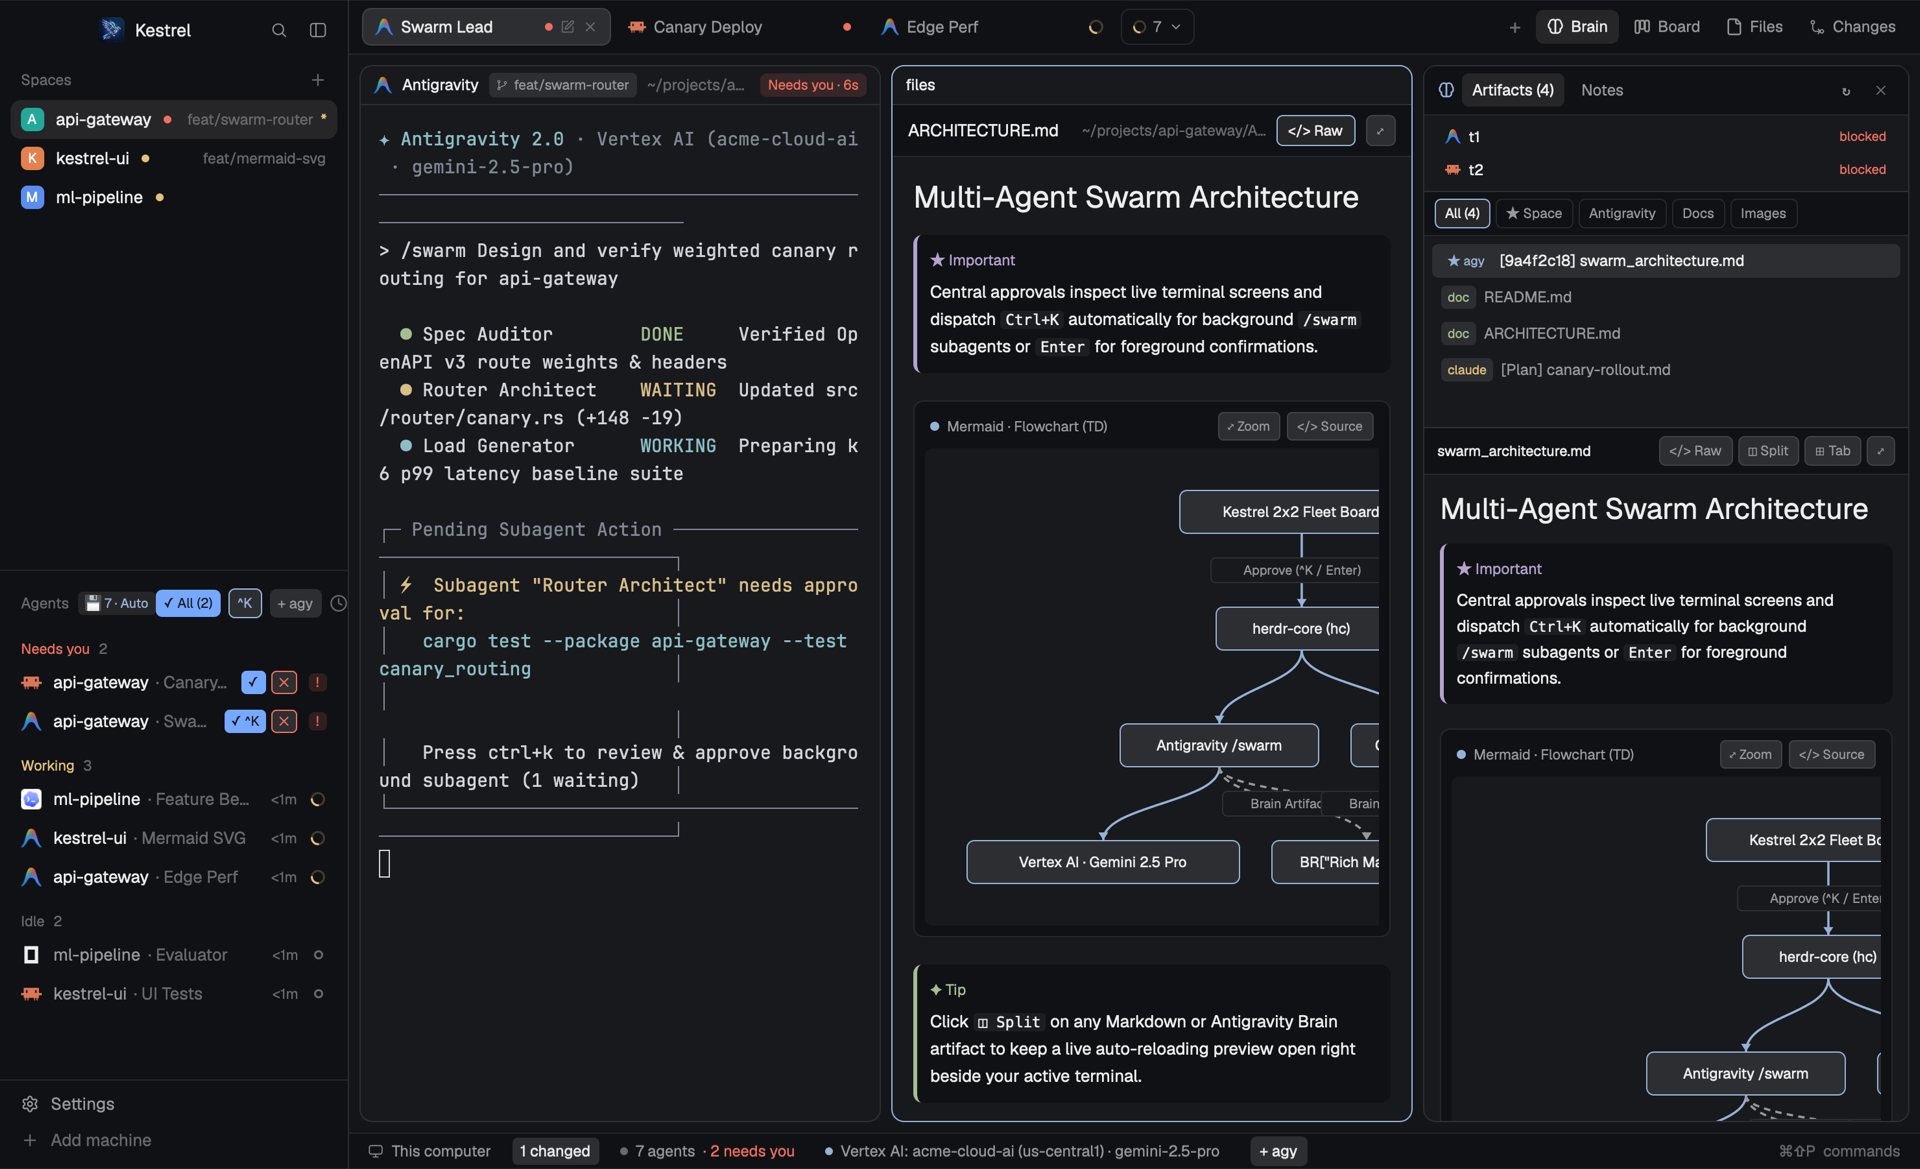 Kestrel
Spaces
A api-gateway feat/swarm-router *
K kestrel-ui feat/mermaid-svg
M ml-pipeline
Agents 7 · Auto ✓ All (2) ^K + agy
Needs you 2
api-gateway · Canary... ✓ ✕ !
api-gateway · Swa... ✓ ^K ✕ !
Working 3
ml-pipeline · Feature Be... <1m
kestrel-ui · Mermaid SVG <1m
api-gateway · Edge Perf <1m
Idle 2
ml-pipeline · Evaluator <1m
kestrel-ui · UI Tests <1m
Settings
+ Add machine
Swarm Lead
Canary Deploy
Edge Perf
7
+ Brain Board Files Changes
Antigravity feat/swarm-router ~/projects/a... Needs you · 6s
✦ Antigravity 2.0 · Vertex AI (acme-cloud-ai
· gemini-2.5-pro)
> /swarm Design and verify weighted canary r
outing for api-gateway
● Spec Auditor DONE Verified Op
enAPI v3 route weights & headers
● Router Architect WAITING Updated src
/router/canary.rs (+148 -19)
● Load Generator WORKING Preparing k
6 p99 latency baseline suite
Pending Subagent Action
⚡ Subagent "Router Architect" needs appro
val for:
cargo test --package api-gateway --test
canary_routing
Press ctrl+k to review & approve backgro
und subagent (1 waiting)
files
ARCHITECTURE.md ~/projects/api-gateway/A... </> Raw ⤢
Multi-Agent Swarm Architecture
★ Important
Central approvals inspect live terminal screens and
dispatch Ctrl+K automatically for background /swarm
subagents or Enter for foreground confirmations.
Mermaid · Flowchart (TD) ⤢ Zoom </> Source
Kestrel 2x2 Fleet Board
Approve (^K / Enter)
herdr-core (hc)
Antigravity /swarm
Brain Artifac Brain
Vertex AI · Gemini 2.5 Pro
BR["Rich Ma
✦ Tip
Click ◫ Split on any Markdown or Antigravity Brain
artifact to keep a live auto-reloading preview open right
beside your active terminal.
Artifacts (4) Notes ↻ ✕
t1 blocked
t2 blocked
All (4) ★ Space Antigravity Docs Images
★ agy [9a4f2c18] swarm_architecture.md
doc README.md
doc ARCHITECTURE.md
claude [Plan] canary-rollout.md
swarm_architecture.md </> Raw ◫ Split ⊞ Tab ⤢
Multi-Agent Swarm Architecture
★ Important
Central approvals inspect live terminal screens and
dispatch Ctrl+K automatically for background
/swarm subagents or Enter for foreground
confirmations.
Mermaid · Flowchart (TD) ⤢ Zoom </> Source
Kestrel 2x2 Fleet Bo
Approve (^K / Enter
herdr-core (hc)
Antigravity /swarm
This computer 1 changed 7 agents · 2 needs you Vertex AI: acme-cloud-ai (us-central1) · gemini-2.5-pro + agy ⌘⇧P commands